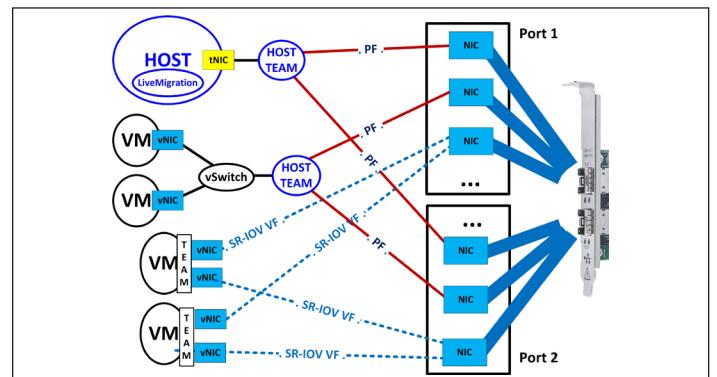 Port 1
HOST
LiveMigration
tNIC
HOST
TEAM
PF
NIC
PF
NIC
PF
NIC
...
VM
vNIC
VM
vNIC
vSwitch
HOST
TEAM
PF
SR-IOV VF
SR-IOV VF
VM
TEAM
vNIC
vNIC
SR-IOV VF
VM
TEAM
vNIC
vNIC
SR-IOV VF
...
NIC
NIC
NIC
Port 2